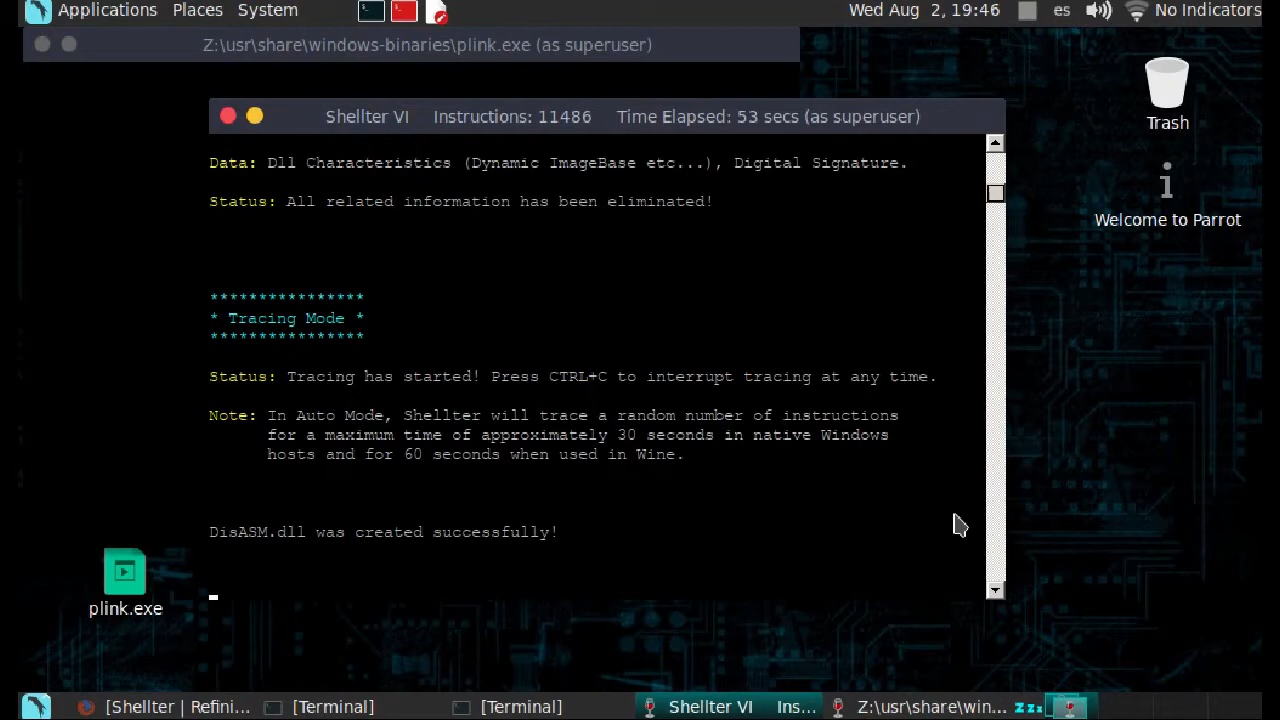 Applications Places System Wed Aug 2, 19:46 es No Indicators
Z:\usr\share\windows-binaries\plink.exe (as superuser)
Shellter VI Instructions: 11486 Time Elapsed: 53 secs (as superuser)
Trash
Data: Dll Characteristics (Dynamic ImageBase etc...), Digital Signature.
Status: All related information has been eliminated!
Welcome to Parrot
****************
* Tracing Mode *
****************
Status: Tracing has started! Press CTRL+C to interrupt tracing at any time.
Note: In Auto Mode, Shellter will trace a random number of instructions
for a maximum time of approximately 30 seconds in native Windows
hosts and for 60 seconds when used in Wine.
DisASM.dll was created successfully!
plink.exe
[Shellter | Refini... [Terminal] [Terminal] Shellter VI Ins... Z:\usr\share\win... zzz